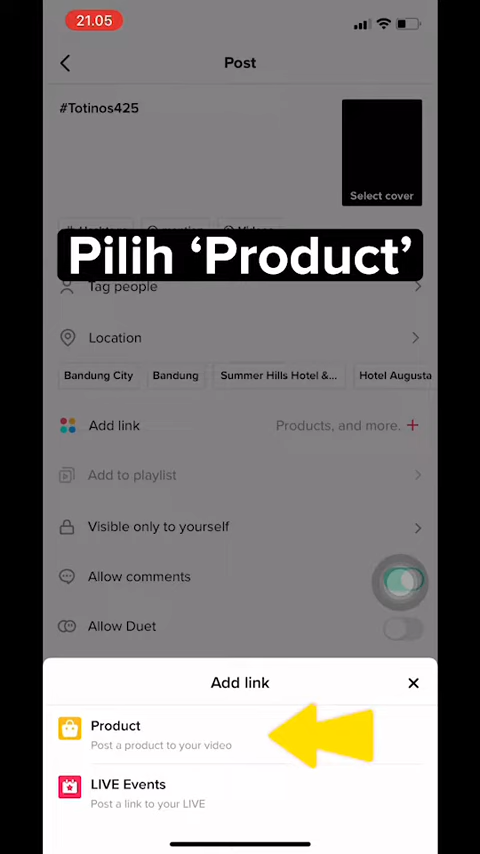 21.05
Post
#Totinos425
Select cover
Pilih ‘Product’
Tag people
Location
Bandung City
Bandung
Summer Hills Hotel &...
Hotel Augusta
Add link
Products, and more.
Add to playlist
Visible only to yourself
Allow comments
Allow Duet
Add link
Product
Post a product to your video
LIVE Events
Post a link to your LIVE